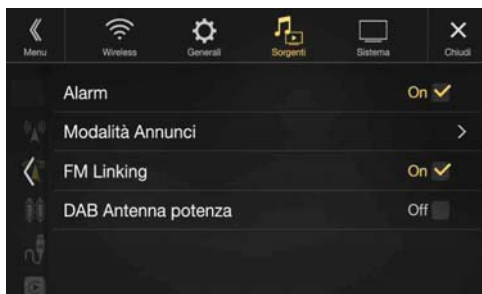 Menu Wireless Generali Sorgenti Sistema Chiudi
Alarm On
Modalità Annunci
FM Linking On
DAB Antenna potenza Off